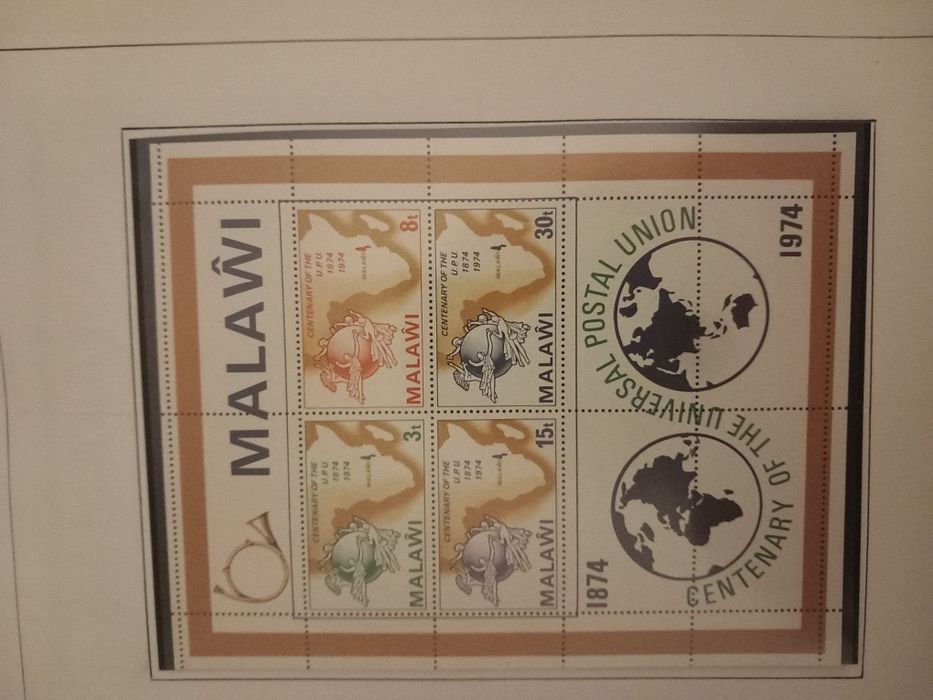 MALAŴI
CENTENARY OF THE
U.P.U.
1874
1974
MALAŴI
MALAŴI 3t
CENTENARY OF THE
U.P.U.
1874
1974
MALAŴI
MALAŴI 8t
CENTENARY OF THE
U.P.U.
1874
1974
MALAŴI
MALAŴI 15t
CENTENARY OF THE
U.P.U.
1874
1974
MALAŴI
MALAŴI 30t
1874
CENTENARY OF THE UNIVERSAL POSTAL UNION
1974